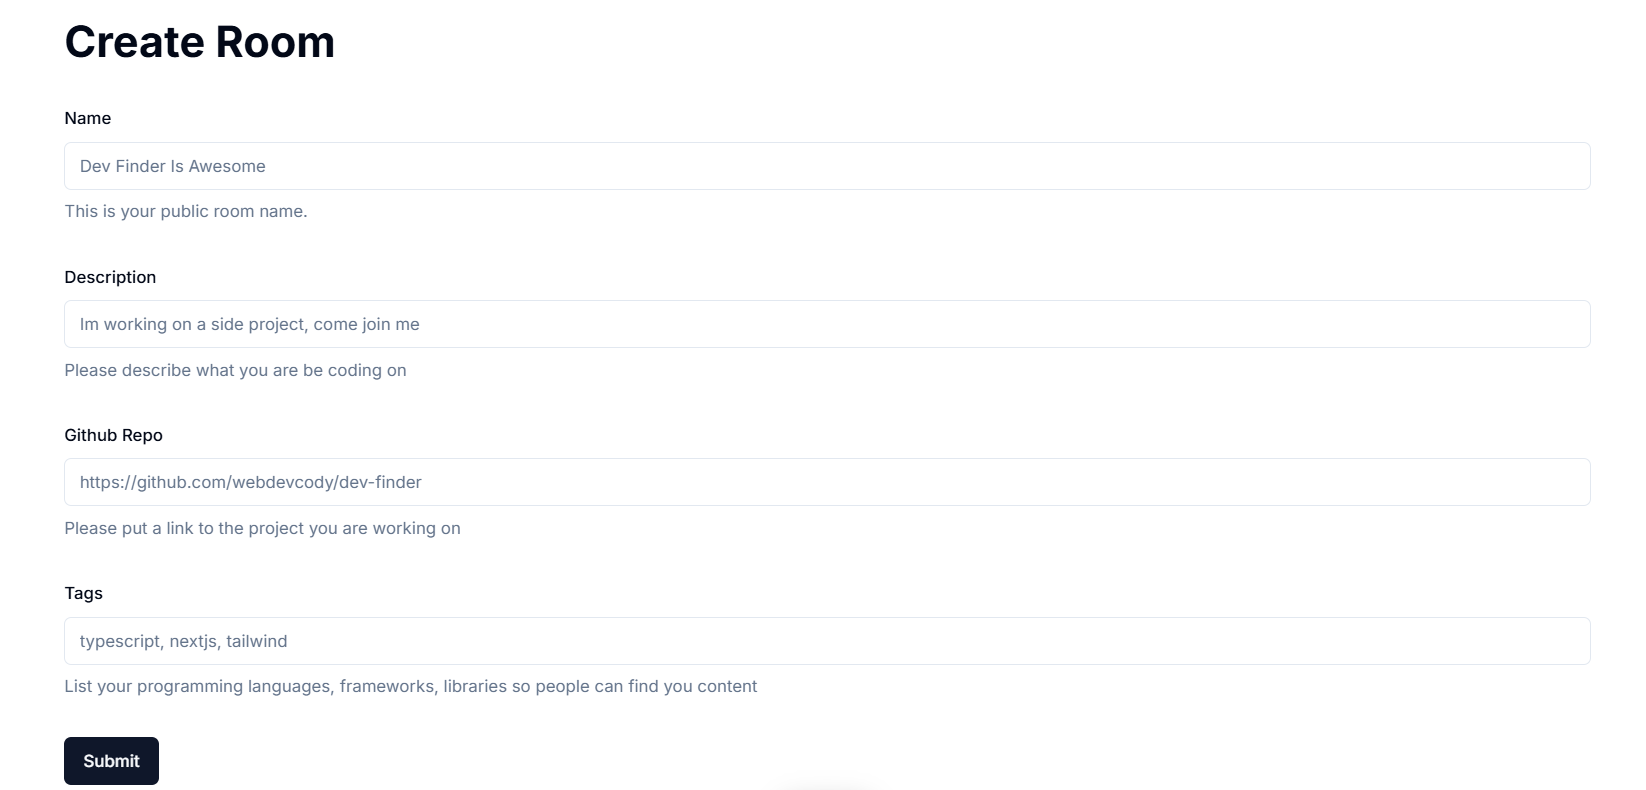 Create Room
Name
Dev Finder Is Awesome
This is your public room name.
Description
Im working on a side project, come join me
Please describe what you are be coding on
Github Repo
https://github.com/webdevcody/dev-finder
Please put a link to the project you are working on
Tags
typescript, nextjs, tailwind
List your programming languages, frameworks, libraries so people can find you content
Submit